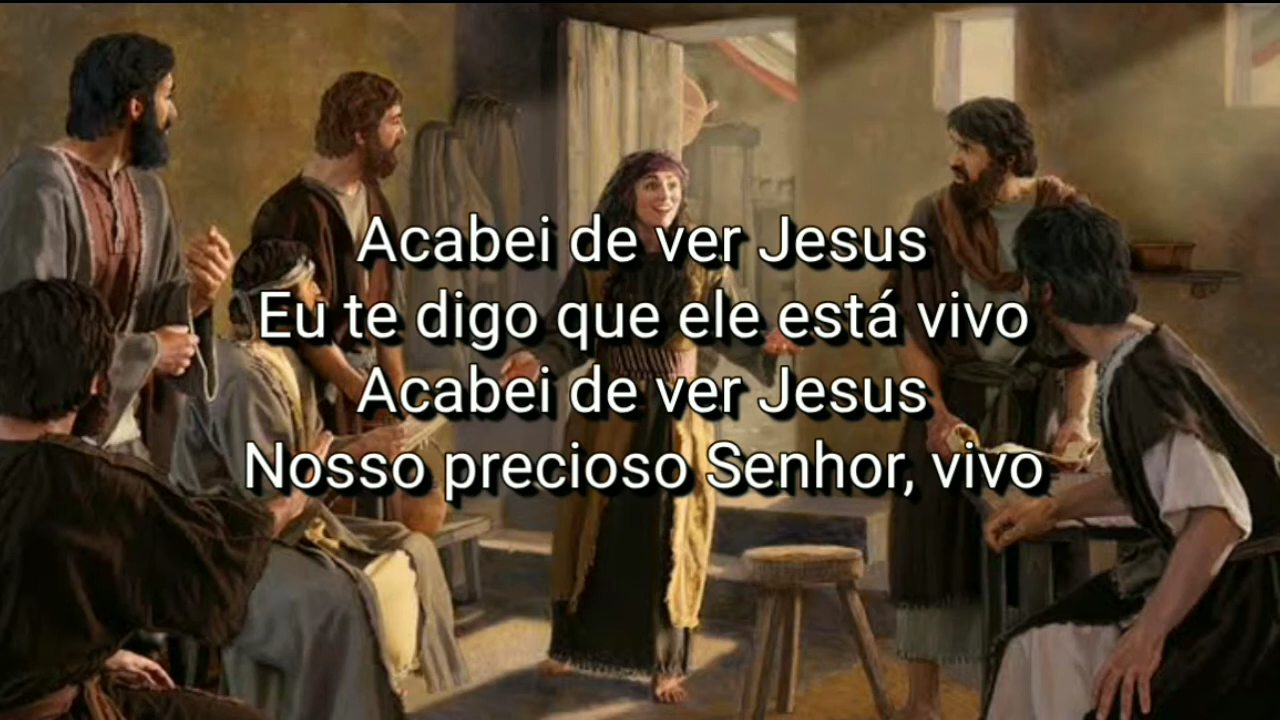 Acabei de ver Jesus
Eu te digo que ele está vivo
Acabei de ver Jesus
Nosso precioso Senhor, vivo